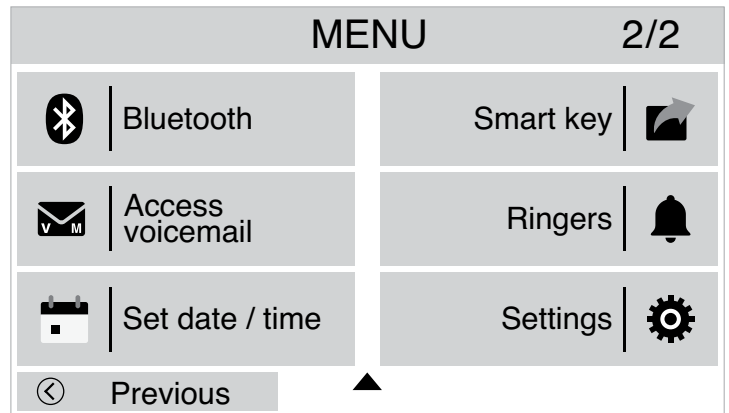 MENU 2/2
Bluetooth
Smart key
Access
voicemail
V M
Ringers
Set date / time
Settings
Previous